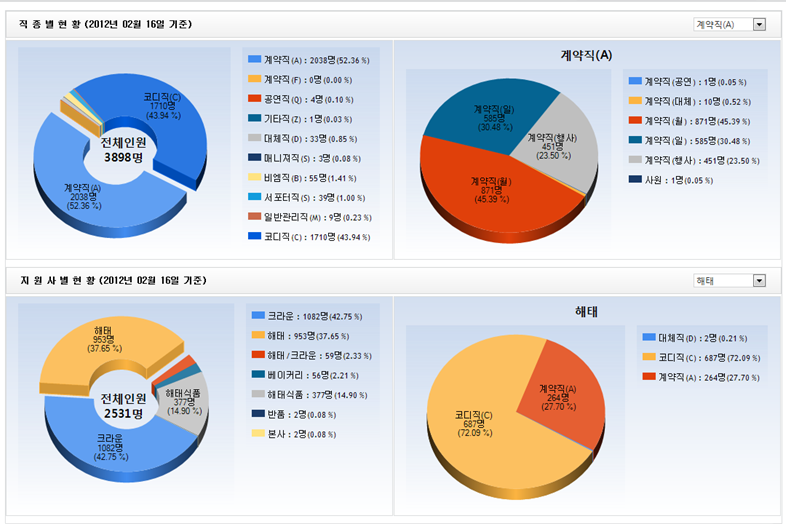 직 종 별 현 황 (2012년 02월 16일 기준)
계약직(A)
코디직(C)
1710명
(43.94 %)
전체인원
3898명
계약직(A)
2038명
(52.36 %)
계약직(A) : 2038명(52.36 %)
계약직(F) : 0명(0.00 %)
공연직(Q) : 4명(0.10 %)
기타직(Z) : 1명(0.03 %)
대체직(D) : 33명(0.85 %)
매니져직(S) : 3명(0.08 %)
비엠직(B) : 55명(1.41 %)
서포터직(S) : 39명(1.00 %)
일반관리직(M) : 9명(0.23 %)
코디직(C) : 1710명(43.94 %)
계약직(A)
계약직(일)
585명
(30.48 %)
계약직(행사)
451명
(23.50 %)
계약직(월)
871명
(45.39 %)
계약직(공연) : 1명(0.05 %)
계약직(대체) : 10명(0.52 %)
계약직(월) : 871명(45.39 %)
계약직(일) : 585명(30.48 %)
계약직(행사) : 451명(23.50 %)
사원 : 1명(0.05 %)
지 원 사 별 현 황 (2012년 02월 16일 기준)
해태
해태
953명
(37.65 %)
전체인원
2531명
해태식품
377명
(14.90 %)
크라운
1082명
(42.75 %)
크라운 : 1082명(42.75 %)
해태 : 953명(37.65 %)
해태/크라운 : 59명(2.33 %)
베이커리 : 56명(2.21 %)
해태식품 : 377명(14.90 %)
반품 : 2명(0.08 %)
본사 : 2명(0.08 %)
해태
계약직(A)
264명
(27.70 %)
코디직(C)
687명
(72.09 %)
대체직(D) : 2명(0.21 %)
코디직(C) : 687명(72.09 %)
계약직(A) : 264명(27.70 %)